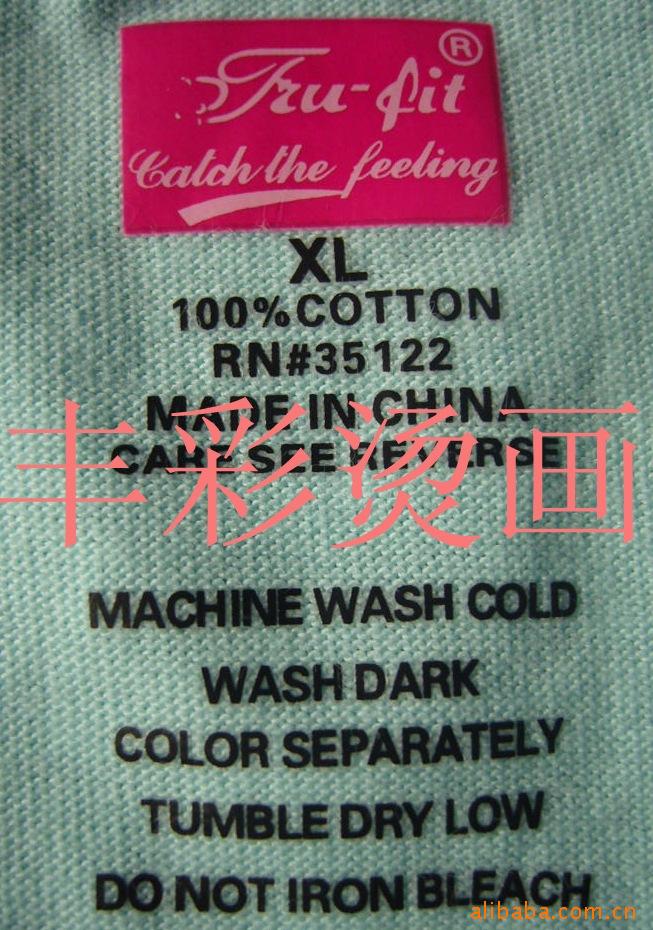 Tru-fit ®
Catch the feeling
XL
100%COTTON
RN#35122
MADE IN CHINA
CARE SEE REVERSE
丰彩烫画
MACHINE WASH COLD
WASH DARK
COLOR SEPARATELY
TUMBLE DRY LOW
DO NOT IRON BLEACH
alibaba.com.cn